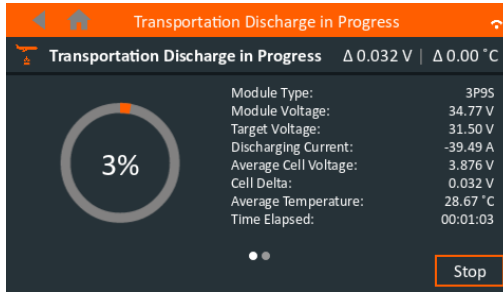 Transportation Discharge in Progress
Transportation Discharge in Progress Δ 0.032 V | Δ 0.00 ˚C
Module Type: 3P9S
Module Voltage: 34.77 V
Target Voltage: 31.50 V
Discharging Current: -39.49 A
Average Cell Voltage: 3.876 V
Cell Delta: 0.032 V
Average Temperature: 28.67 ˚C
Time Elapsed: 00:01:03
3%
Stop